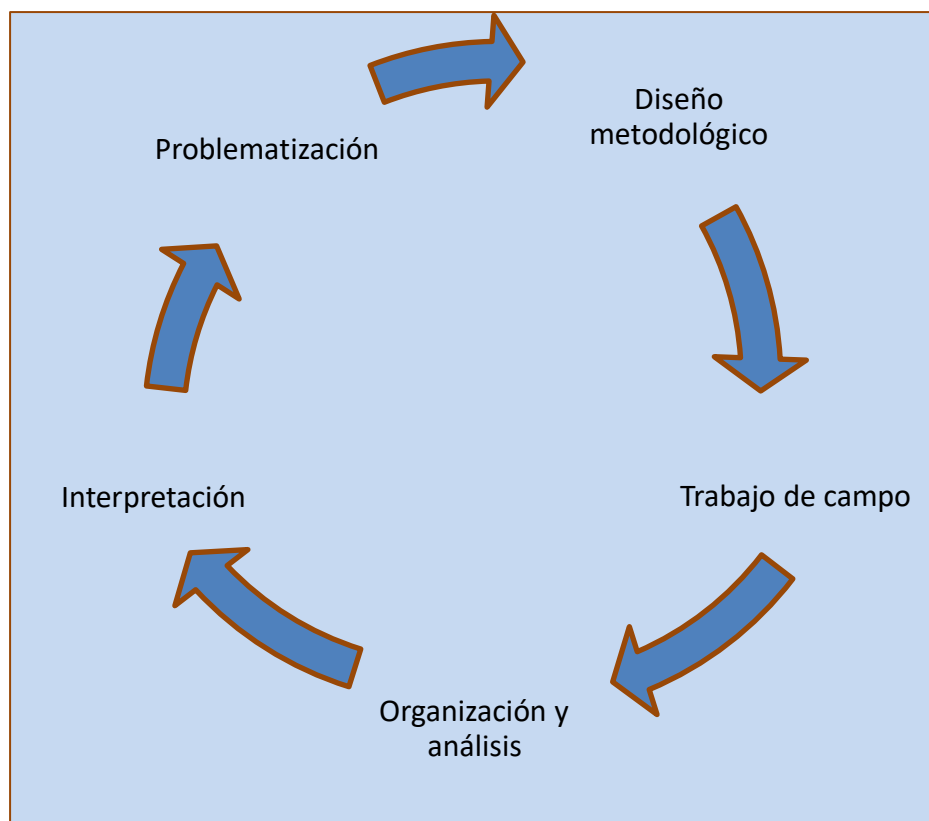 Problematización
Diseño
metodológico
Trabajo de campo
Organización y
análisis
Interpretación